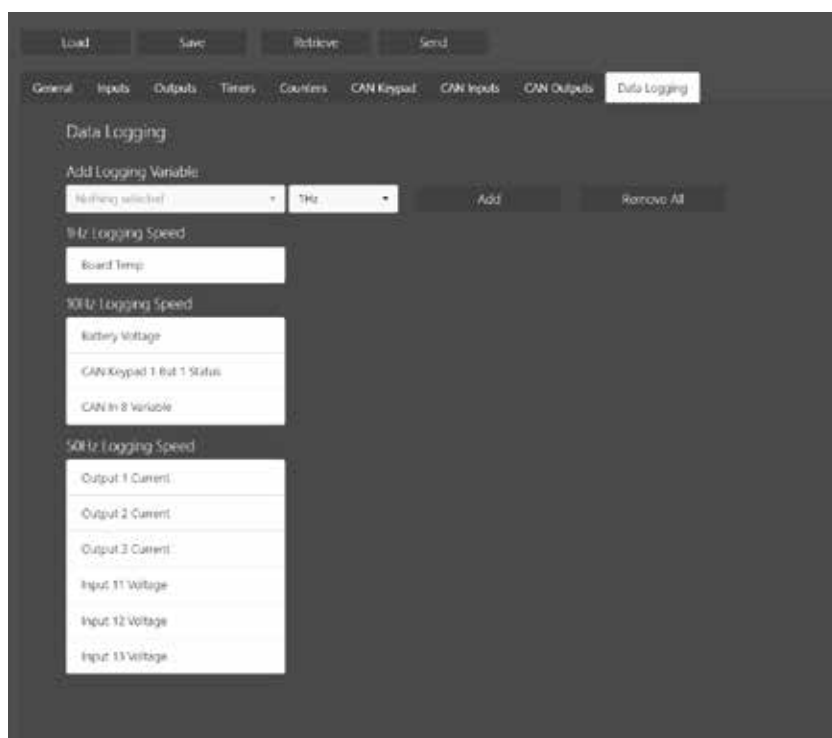 Load Save Retrieve Send
General Inputs Outputs Timers Counters CAN Keypad CAN Inputs CAN Outputs Data Logging
Data Logging
Add Logging Variable
Nothing selected 1Hz Add Remove All
1Hz Logging Speed
Board Temp
10Hz Logging Speed
Battery Voltage
CAN Keypad 1 But 1 Status
CAN In 8 Variable
50Hz Logging Speed
Output 1 Current
Output 2 Current
Output 3 Current
Input 11 Voltage
Input 12 Voltage
Input 13 Voltage